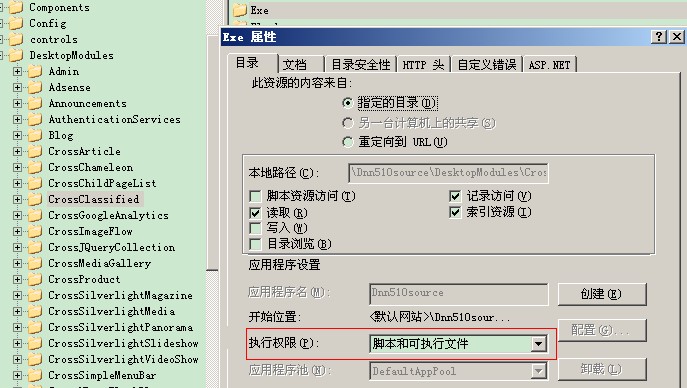 Components
Config
controls
DesktopModules
Admin
Adsense
Announcements
AuthenticationServices
Blog
CrossArticle
CrossChameleon
CrossChildPageList
CrossClassified
CrossGoogleAnalytics
CrossImageFlow
CrossJQueryCollection
CrossMediaGallery
CrossProduct
CrossSilverlightMagazine
CrossSilverlightMedia
CrossSilverlightPanorama
CrossSilverlightSlideshow
CrossSilverlightVideoShow
CrossSimpleMenuBar
Exe
Exe 属性
目录 文档 目录安全性 HTTP 头 自定义错误 ASP.NET
此资源的内容来自:
指定的目录(D)
另一台计算机上的共享(S)
重定向到 URL(U)
本地路径(C): \Dnn510source\DesktopModules\Cros
脚本资源访问(T) 记录访问(V)
读取(R) 索引资源(I)
写入(W)
目录浏览(B)
应用程序设置
应用程序名(M): Dnn510source 创建(E)
开始位置: <默认网站>\Dnn510sour...
配置(G)...
执行权限(P): 脚本和可执行文件
应用程序池(N): DefaultAppPool 卸载(L)